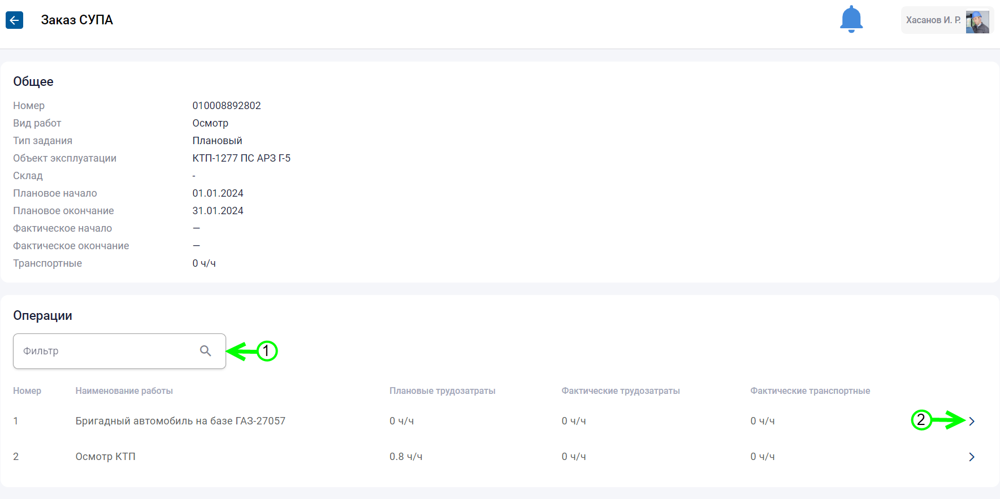 Заказ СУПА
Хасанов И. Р.
Общее
Номер 010008892802
Вид работ Осмотр
Тип задания Плановый
Объект эксплуатации КТП-1277 ПС АРЗ Г-5
Склад -
Плановое начало 01.01.2024
Плановое окончание 31.01.2024
Фактическое начало —
Фактическое окончание —
Транспортные 0 ч/ч
Операции
Фильтр 1
Номер Наименование работы Плановые трудозатраты Фактические трудозатраты Фактические транспортные
1 Бригадный автомобиль на базе ГАЗ-27057 0 ч/ч 0 ч/ч 0 ч/ч 2
2 Осмотр КТП 0.8 ч/ч 0 ч/ч 0 ч/ч